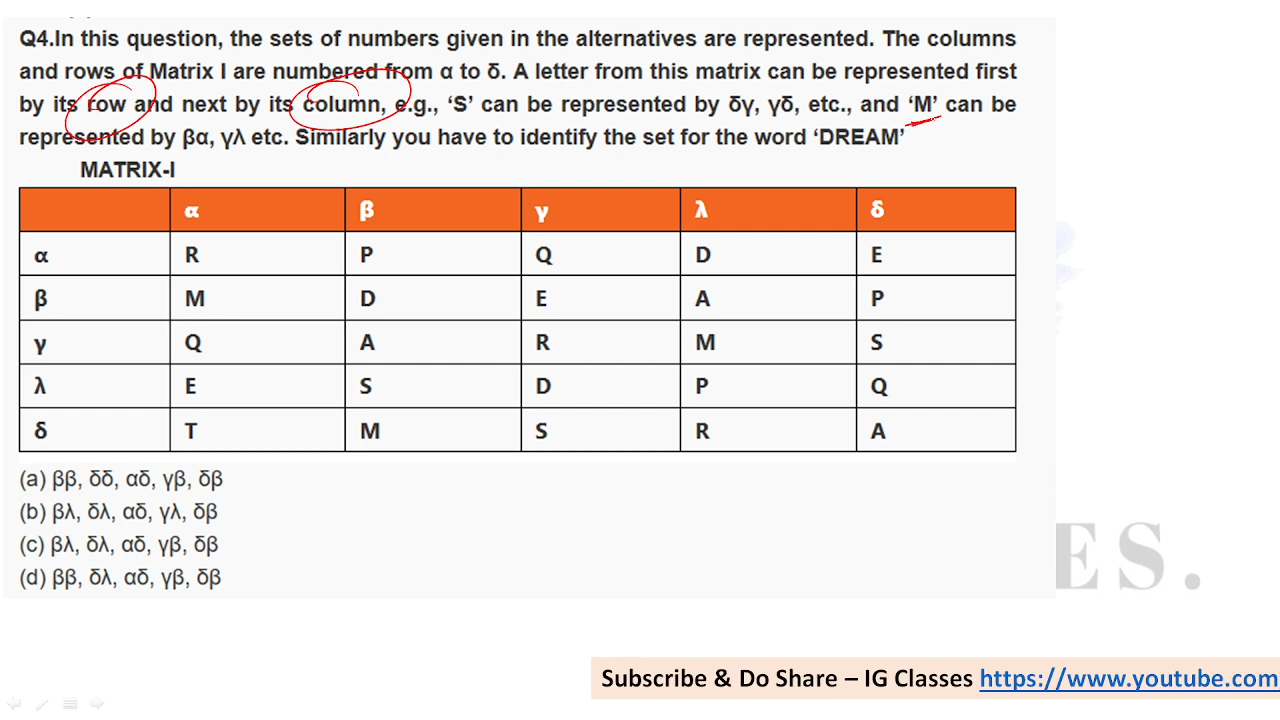 Q4.In this question, the sets of numbers given in the alternatives are represented. The columns
and rows of Matrix I are numbered from α to δ. A letter from this matrix can be represented first
by its row and next by its column, e.g., ‘S’ can be represented by δγ, γδ, etc., and ‘M’ can be
represented by βα, γλ etc. Similarly you have to identify the set for the word ‘DREAM’
MATRIX-I
α β γ λ δ
α R P Q D E
β M D E A P
γ Q A R M S
λ E S D P Q
δ T M S R A
(a) ββ, δδ, αδ, γβ, δβ
(b) βλ, δλ, αδ, γλ, δβ
(c) βλ, δλ, αδ, γβ, δβ
(d) ββ, δλ, αδ, γβ, δβ
ES.
Subscribe & Do Share – IG Classes https://www.youtube.com